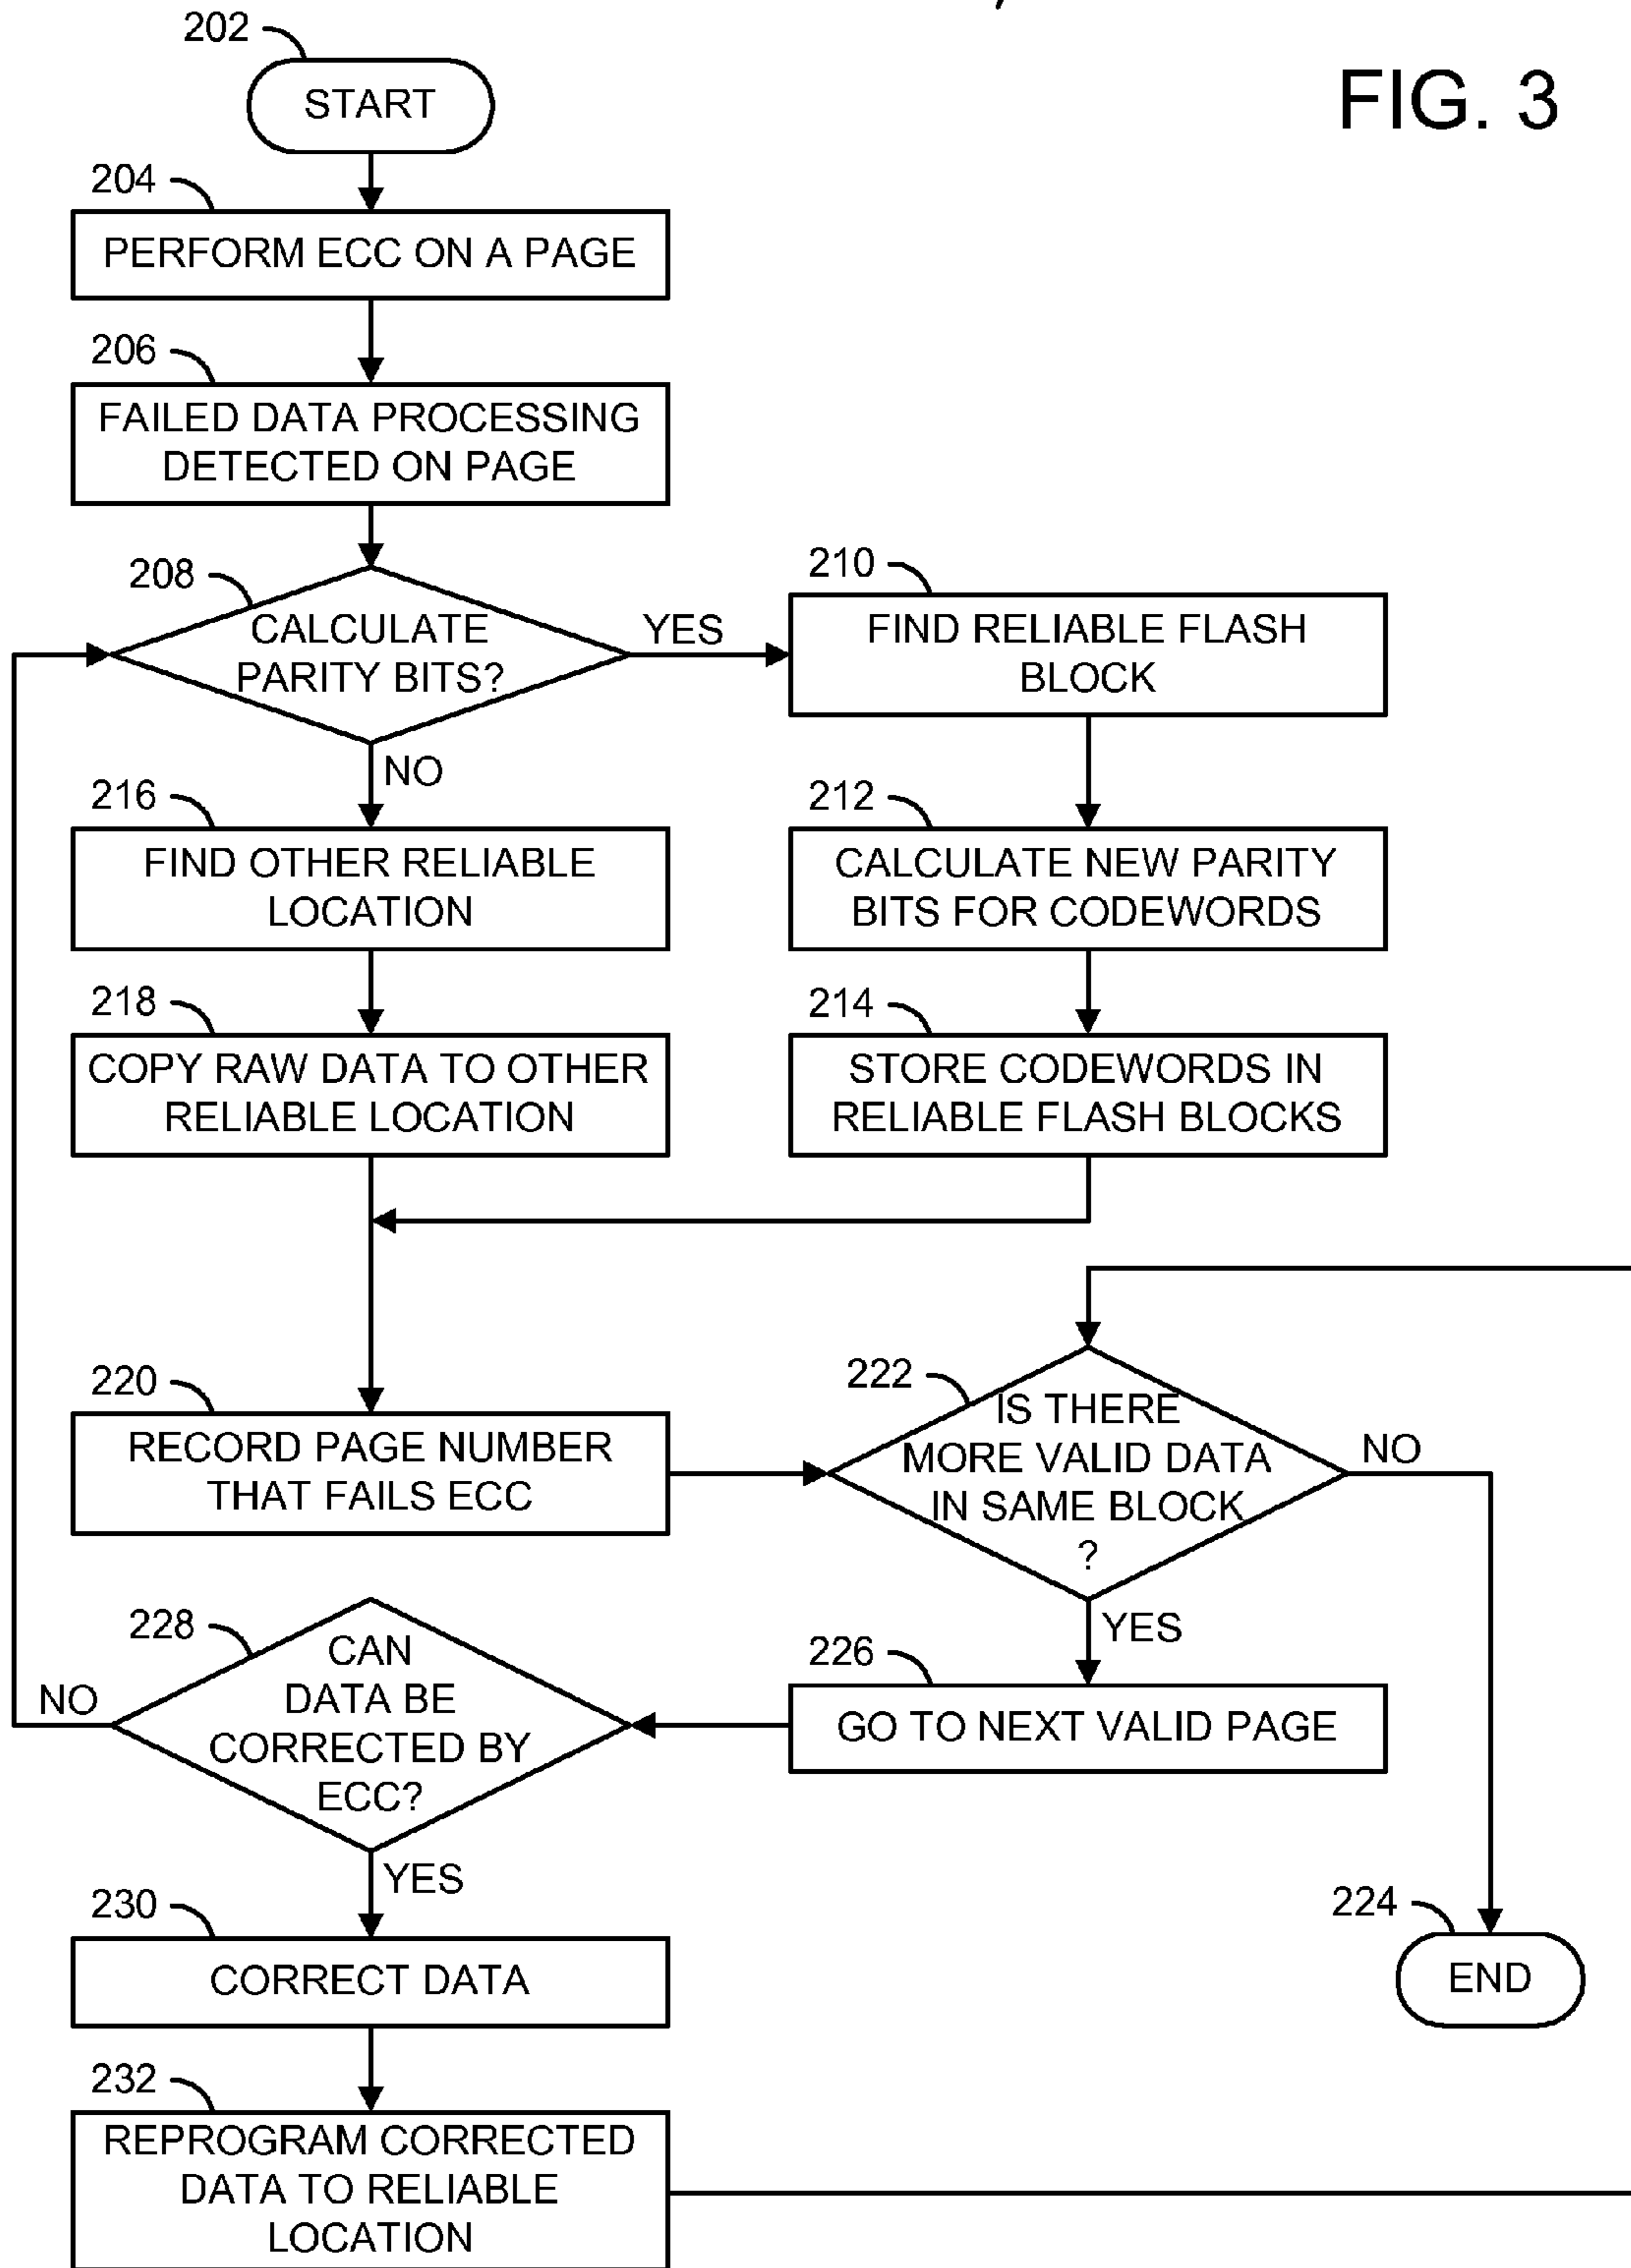 FIG. 3
202
START
204
PERFORM ECC ON A PAGE
206
FAILED DATA PROCESSING
DETECTED ON PAGE
208
CALCULATE
PARITY BITS?
YES
NO
210
FIND RELIABLE FLASH
BLOCK
212
CALCULATE NEW PARITY
BITS FOR CODEWORDS
214
STORE CODEWORDS IN
RELIABLE FLASH BLOCKS
216
FIND OTHER RELIABLE
LOCATION
218
COPY RAW DATA TO OTHER
RELIABLE LOCATION
220
RECORD PAGE NUMBER
THAT FAILS ECC
222
IS THERE
MORE VALID DATA
IN SAME BLOCK
?
NO
YES
224
END
226
GO TO NEXT VALID PAGE
228
CAN
DATA BE
CORRECTED BY
ECC?
NO
YES
230
CORRECT DATA
232
REPROGRAM CORRECTED
DATA TO RELIABLE
LOCATION